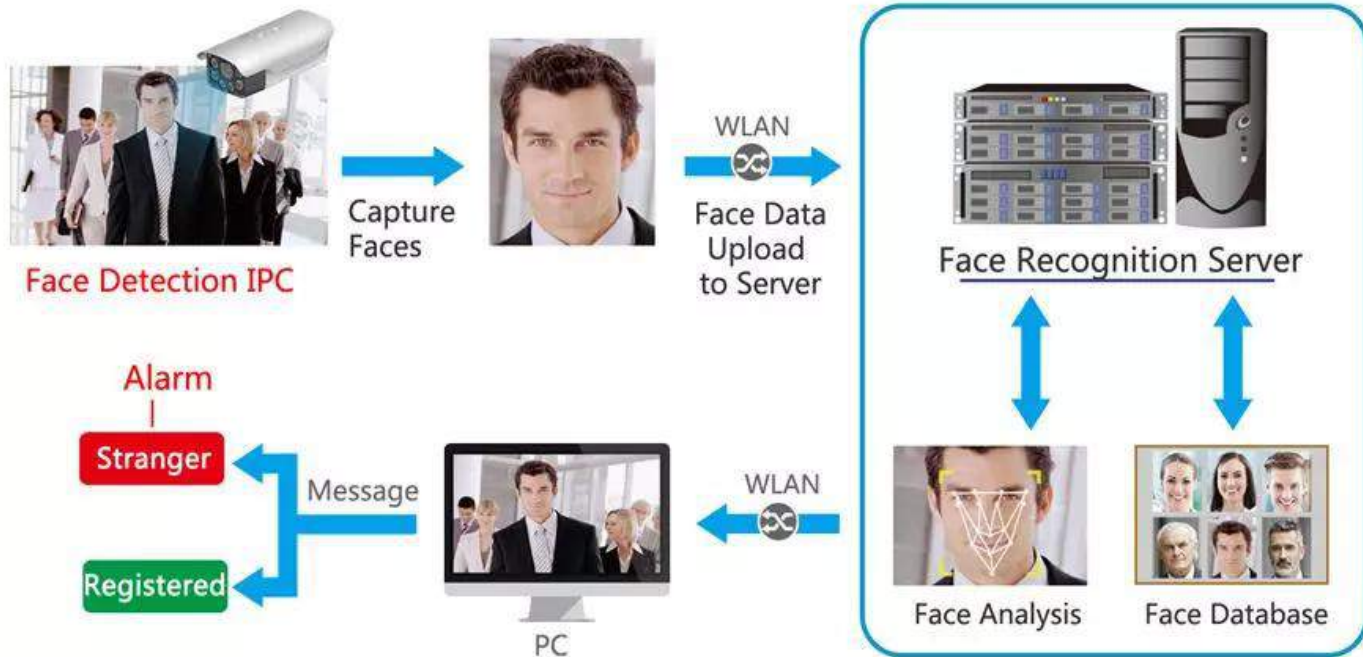 WLAN
Capture
Faces
Face Data
Upload
to Server
Face Detection IPC
Face Recognition Server
Alarm
Stranger
Message
WLAN
Registered
PC
Face Analysis
Face Database